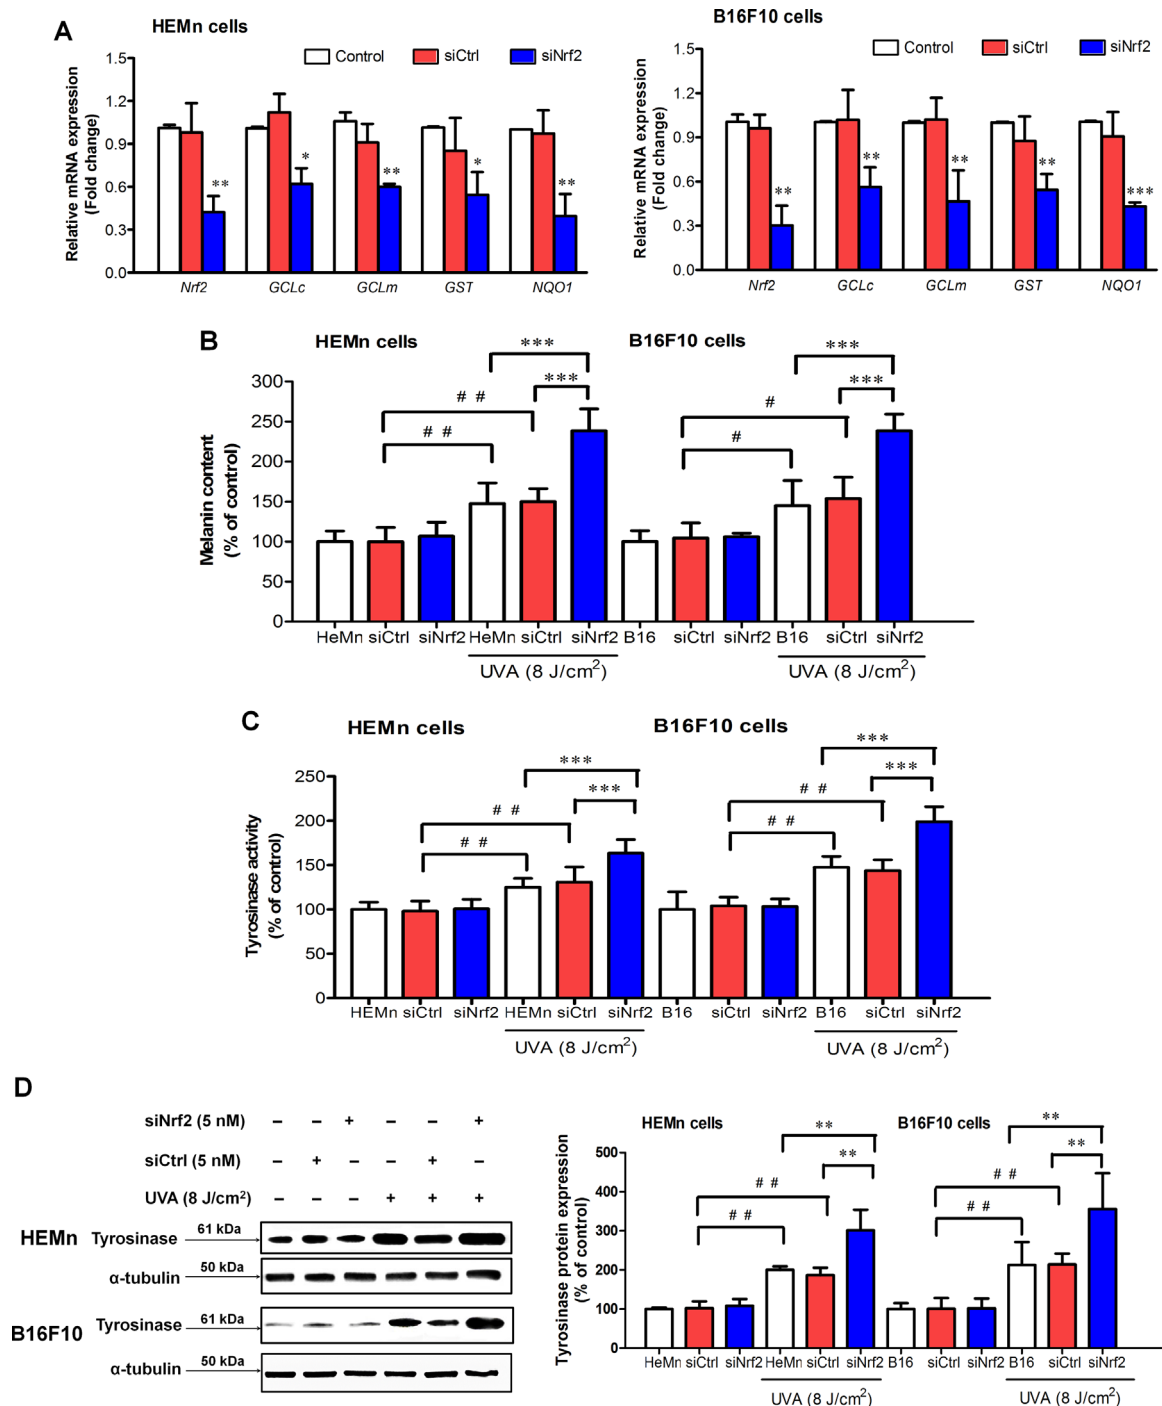 A
HEMn cells
Control siCtrl siNrf2
Relative mRNA expression
(Fold change)
1.5
1.2
0.9
0.6
0.3
0.0
** * ** * **
Nrf2 GCLc GCLm GST NQO1
B16F10 cells
Control siCtrl siNrf2
Relative mRNA expression
(Fold change)
1.5
1.2
0.9
0.6
0.3
0.0
** ** ** ** ***
Nrf2 GCLc GCLm GST NQO1
B
HEMn cells B16F10 cells
*** ***
*** ***
# # #
# # #
Melanin content
(% of control)
300
250
200
150
100
50
0
HeMn siCtrl siNrf2 HeMn siCtrl siNrf2 B16 siCtrl siNrf2 B16 siCtrl siNrf2
UVA (8 J/cm²) UVA (8 J/cm²)
C
HEMn cells B16F10 cells
*** ***
*** ***
# # # #
# # # #
Tyrosinase activity
(% of control)
250
200
150
100
50
0
HEMn siCtrl siNrf2 HEMn siCtrl siNrf2 B16 siCtrl siNrf2 B16 siCtrl siNrf2
UVA (8 J/cm²) UVA (8 J/cm²)
D
siNrf2 (5 nM) – – + – – +
siCtrl (5 nM) – + – – + –
UVA (8 J/cm²) – – – + + +
HEMn Tyrosinase 61 kDa
α-tubulin 50 kDa
B16F10 Tyrosinase 61 kDa
α-tubulin 50 kDa
HEMn cells B16F10 cells
** **
** **
# # # #
# # # #
Tyrosinase protein expression
(% of control)
500
400
300
200
100
0
HeMn siCtrl siNrf2 HeMn siCtrl siNrf2 B16 siCtrl siNrf2 B16 siCtrl siNrf2
UVA (8 J/cm²) UVA (8 J/cm²)